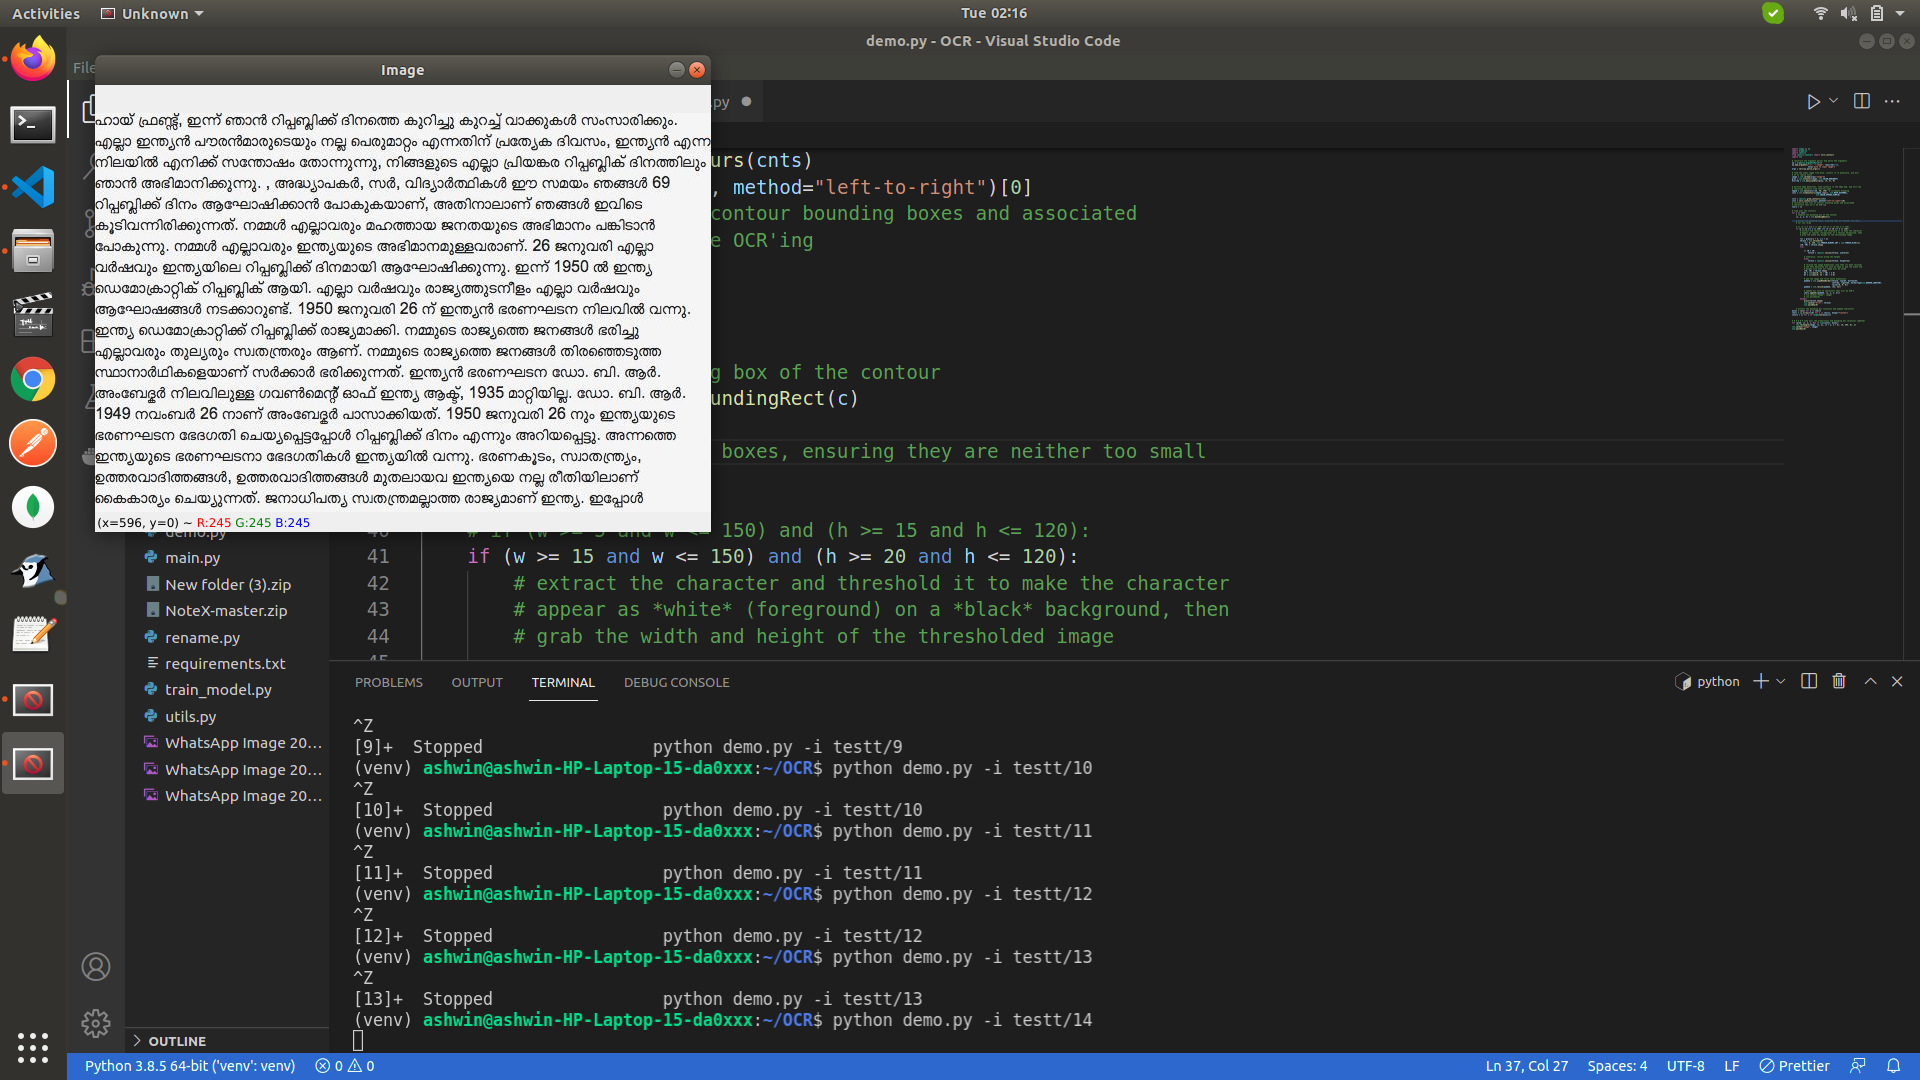 Activities
Unknown
Tue 02:16
demo.py - OCR - Visual Studio Code
File
Image
.py
ഹായ് ഫ്രണ്ട്സ്, ഇന്ന് ഞാൻ റിപ്പബ്ലിക്ക് ദിനത്തെ കുറിച്ചു കുറച്ച് വാക്കുകൾ സംസാരിക്കും.
എല്ലാ ഇന്ത്യൻ പൗരൻമാരുടെയും നല്ല പെരുമാറ്റം എന്നതിന് പ്രത്യേക ദിവസം, ഇന്ത്യൻ എന്ന
നിലയിൽ എനിക്ക് സന്തോഷം തോന്നുന്നു, നിങ്ങളുടെ എല്ലാ പ്രിയങ്കര റിപ്പബ്ലിക് ദിനത്തിലും
ഞാൻ അഭിമാനിക്കുന്നു. , അദ്ധ്യാപകർ, സർ, വിദ്യാർത്ഥികൾ ഈ സമയം ഞങ്ങൾ 69
റിപ്പബ്ലിക്ക് ദിനം ആഘോഷിക്കാൻ പോകുകയാണ്, അതിനാലാണ് ഞങ്ങൾ ഇവിടെ
കൂടിവന്നിരിക്കുന്നത്. നമ്മൾ എല്ലാവരും മഹത്തായ ജനതയുടെ അഭിമാനം പങ്കിടാൻ
പോകുന്നു. നമ്മൾ എല്ലാവരും ഇന്ത്യയുടെ അഭിമാനമുള്ളവരാണ്. 26 ജനുവരി എല്ലാ
വർഷവും ഇന്ത്യയിലെ റിപ്പബ്ലിക്ക് ദിനമായി ആഘോഷിക്കുന്നു. ഇന്ന് 1950 ൽ ഇന്ത്യ
ഡെമോക്രാറ്റിക് റിപ്പബ്ലിക് ആയി. എല്ലാ വർഷവും രാജ്യത്തുടനീളം എല്ലാ വർഷവും
ആഘോഷങ്ങൾ നടക്കാറുണ്ട്. 1950 ജനുവരി 26 ന് ഇന്ത്യൻ ഭരണഘടന നിലവിൽ വന്നു.
ഇന്ത്യ ഡെമോക്രാറ്റിക്ക് റിപ്പബ്ലിക്ക് രാജ്യമാക്കി. നമ്മുടെ രാജ്യത്തെ ജനങ്ങൾ ഭരിച്ചു
എല്ലാവരും തുല്യരും സ്വതന്ത്രരും ആണ്. നമ്മുടെ രാജ്യത്തെ ജനങ്ങൾ തിരഞ്ഞെടുത്ത
സ്ഥാനാർഥികളെയാണ് സർക്കാർ ഭരിക്കുന്നത്. ഇന്ത്യൻ ഭരണഘടന ഡോ. ബി. ആർ.
അംബേദ്കർ നിലവിലുള്ള ഗവൺമെന്റ് ഓഫ് ഇന്ത്യ ആക്ട്, 1935 മാറ്റിയില്ല. ഡോ. ബി. ആർ.
1949 നവംബർ 26 നാണ് അംബേദ്കർ പാസാക്കിയത്. 1950 ജനുവരി 26 നും ഇന്ത്യയുടെ
ഭരണഘടന ഭേദഗതി ചെയ്യപ്പെട്ടപ്പോൾ റിപ്പബ്ലിക്ക് ദിനം എന്നും അറിയപ്പെട്ടു. അന്നത്തെ
ഇന്ത്യയുടെ ഭരണഘടനാ ഭേദഗതികൾ ഇന്ത്യയിൽ വന്നു. ഭരണകൂടം, സ്വാതന്ത്ര്യം,
ഉത്തരവാദിത്തങ്ങൾ, ഉത്തരവാദിത്തങ്ങൾ മുതലായവ ഇന്ത്യയെ നല്ല രീതിയിലാണ്
കൈകാര്യം ചെയ്യുന്നത്. ജനാധിപത്യ സ്വതന്ത്രമല്ലാത്ത രാജ്യമാണ് ഇന്ത്യ. ഇപ്പോൾ
(x=596, y=0) ~ R:245 G:245 B:245
urs(cnts)
, method="left-to-right")[0]
contour bounding boxes and associated
e OCR'ing
g box of the contour
undingRect(c)
boxes, ensuring they are neither too small
150) and (h >= 15 and h <= 120):
41 if (w >= 15 and w <= 150) and (h >= 20 and h <= 120):
42 # extract the character and threshold it to make the character
43 # appear as *white* (foreground) on a *black* background, then
44 # grab the width and height of the thresholded image
demo.py
main.py
New folder (3).zip
NoteX-master.zip
rename.py
requirements.txt
train_model.py
utils.py
WhatsApp Image 20...
WhatsApp Image 20...
WhatsApp Image 20...
OUTLINE
PROBLEMS OUTPUT TERMINAL DEBUG CONSOLE
python
^Z
[9]+  Stopped                 python demo.py -i testt/9
(venv) ashwin@ashwin-HP-Laptop-15-da0xxx:~/OCR$ python demo.py -i testt/10
^Z
[10]+  Stopped                 python demo.py -i testt/10
(venv) ashwin@ashwin-HP-Laptop-15-da0xxx:~/OCR$ python demo.py -i testt/11
^Z
[11]+  Stopped                 python demo.py -i testt/11
(venv) ashwin@ashwin-HP-Laptop-15-da0xxx:~/OCR$ python demo.py -i testt/12
^Z
[12]+  Stopped                 python demo.py -i testt/12
(venv) ashwin@ashwin-HP-Laptop-15-da0xxx:~/OCR$ python demo.py -i testt/13
^Z
[13]+  Stopped                 python demo.py -i testt/13
(venv) ashwin@ashwin-HP-Laptop-15-da0xxx:~/OCR$ python demo.py -i testt/14
Python 3.8.5 64-bit ('venv': venv)
0 0
Ln 37, Col 27
Spaces: 4
UTF-8
LF
Prettier